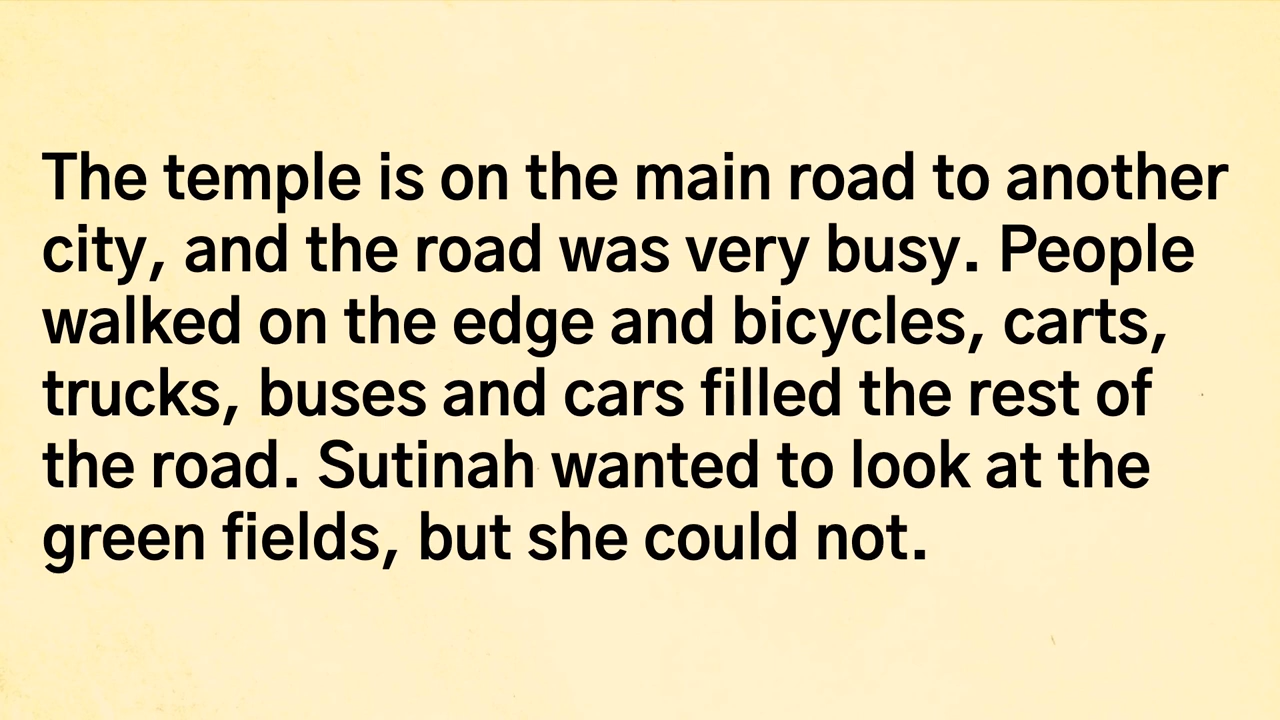 The temple is on the main road to another
city, and the road was very busy. People
walked on the edge and bicycles, carts,
trucks, buses and cars filled the rest of
the road. Sutinah wanted to look at the
green fields, but she could not.